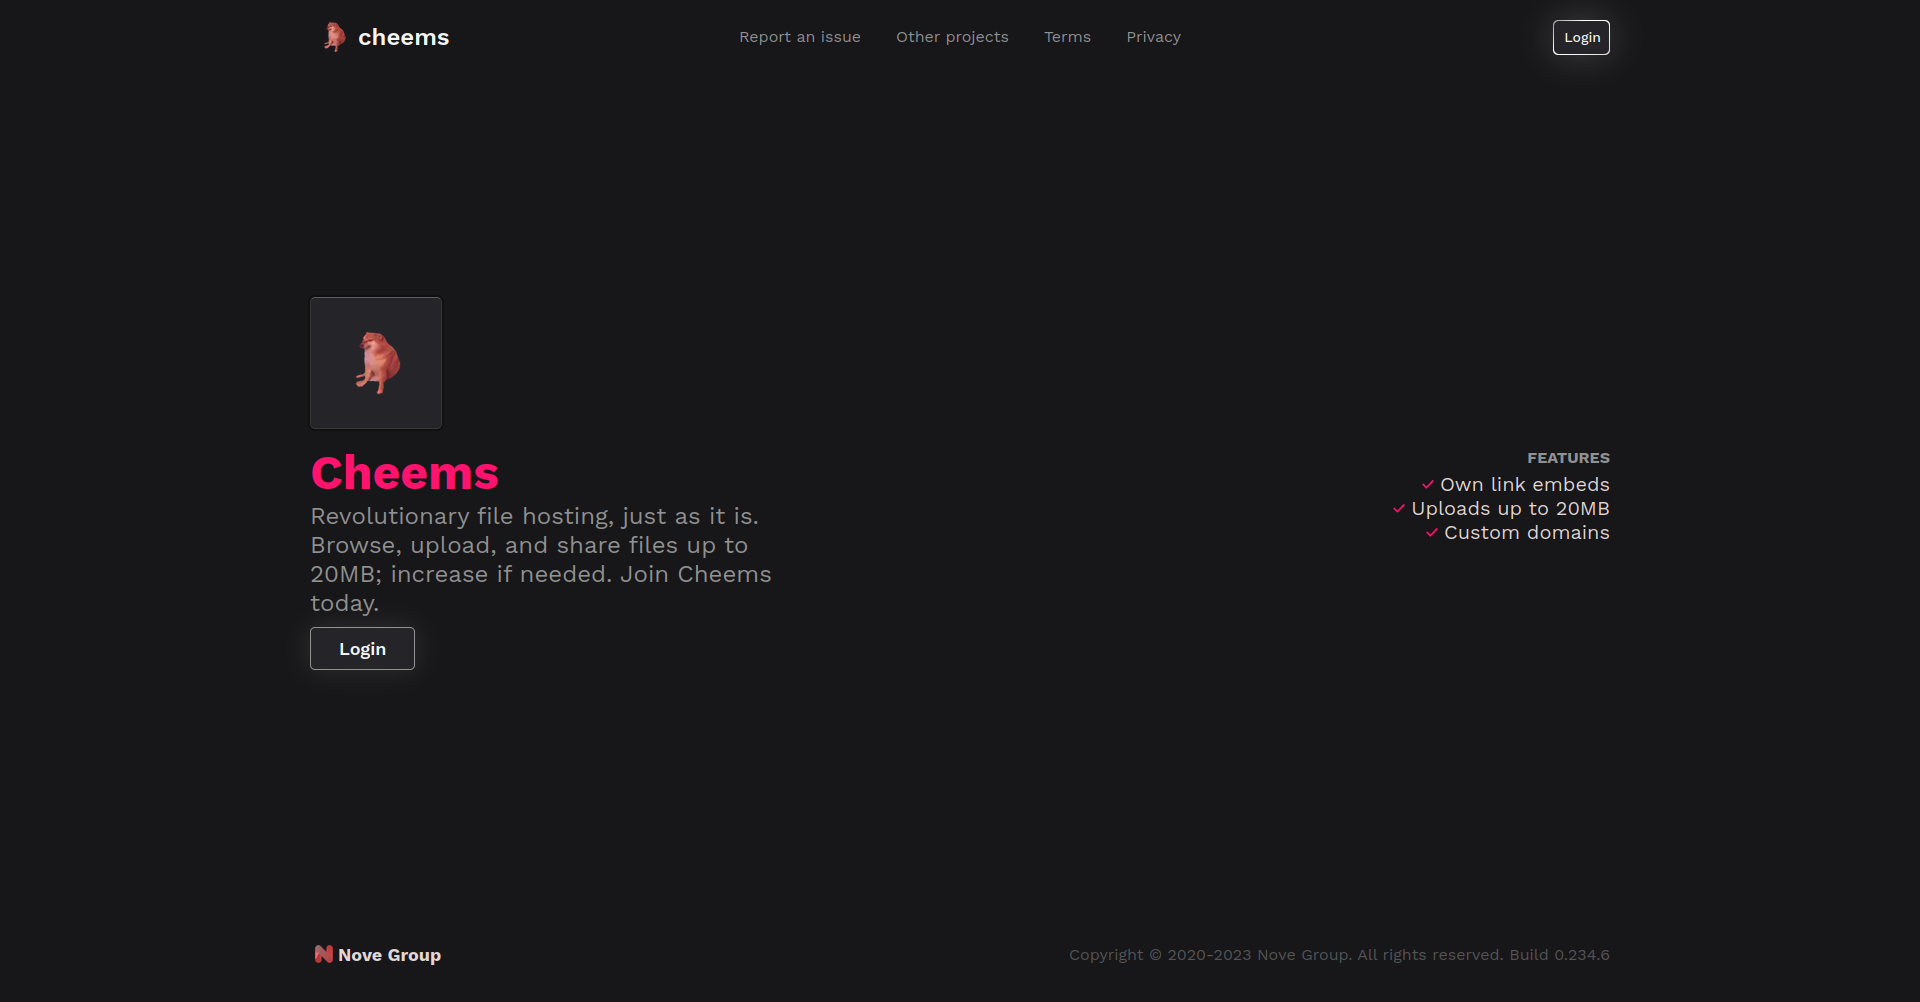 cheems
Report an issue
Other projects
Terms
Privacy
Login
Cheems
Revolutionary file hosting, just as it is.
Browse, upload, and share files up to
20MB; increase if needed. Join Cheems
today.
Login
FEATURES
Own link embeds
Uploads up to 20MB
Custom domains
Nove Group
Copyright © 2020-2023 Nove Group. All rights reserved. Build 0.234.6